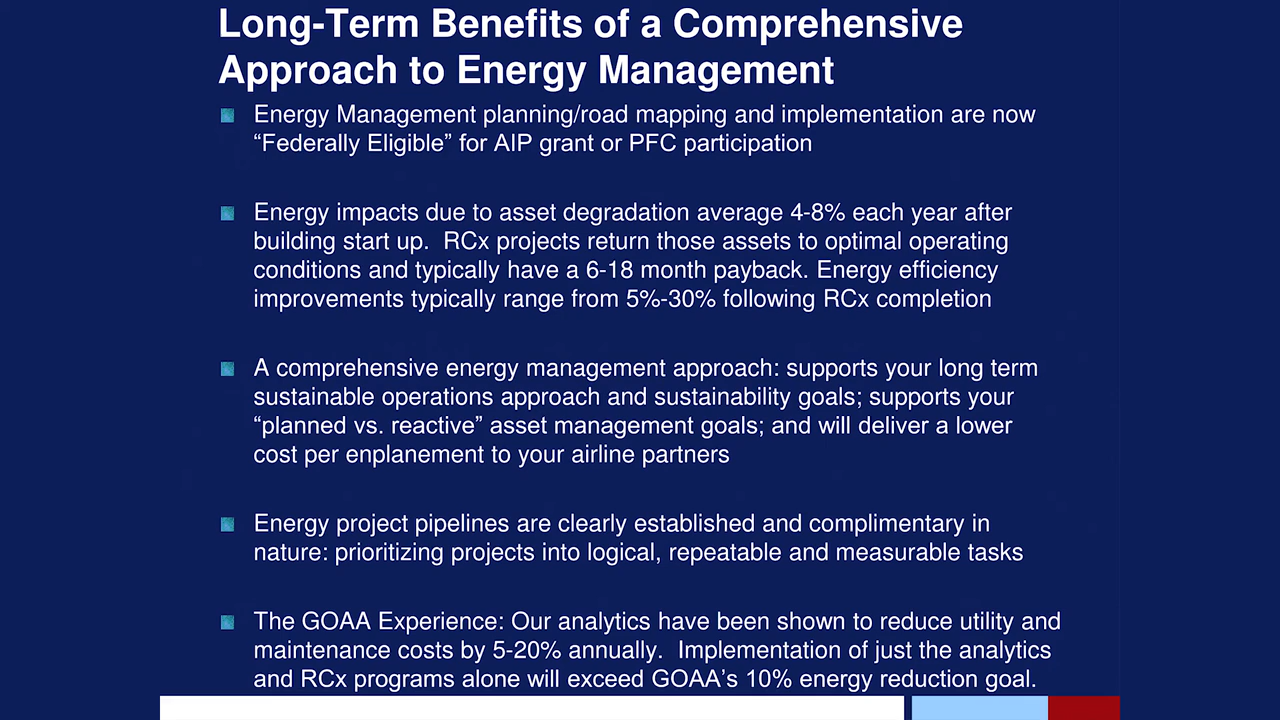 Long-Term Benefits of a Comprehensive
Approach to Energy Management
Energy Management planning/road mapping and implementation are now
“Federally Eligible” for AIP grant or PFC participation
Energy impacts due to asset degradation average 4-8% each year after
building start up.  RCx projects return those assets to optimal operating
conditions and typically have a 6-18 month payback. Energy efficiency
improvements typically range from 5%-30% following RCx completion
A comprehensive energy management approach: supports your long term
sustainable operations approach and sustainability goals; supports your
“planned vs. reactive” asset management goals; and will deliver a lower
cost per enplanement to your airline partners
Energy project pipelines are clearly established and complimentary in
nature: prioritizing projects into logical, repeatable and measurable tasks
The GOAA Experience: Our analytics have been shown to reduce utility and
maintenance costs by 5-20% annually.  Implementation of just the analytics
and RCx programs alone will exceed GOAA’s 10% energy reduction goal.